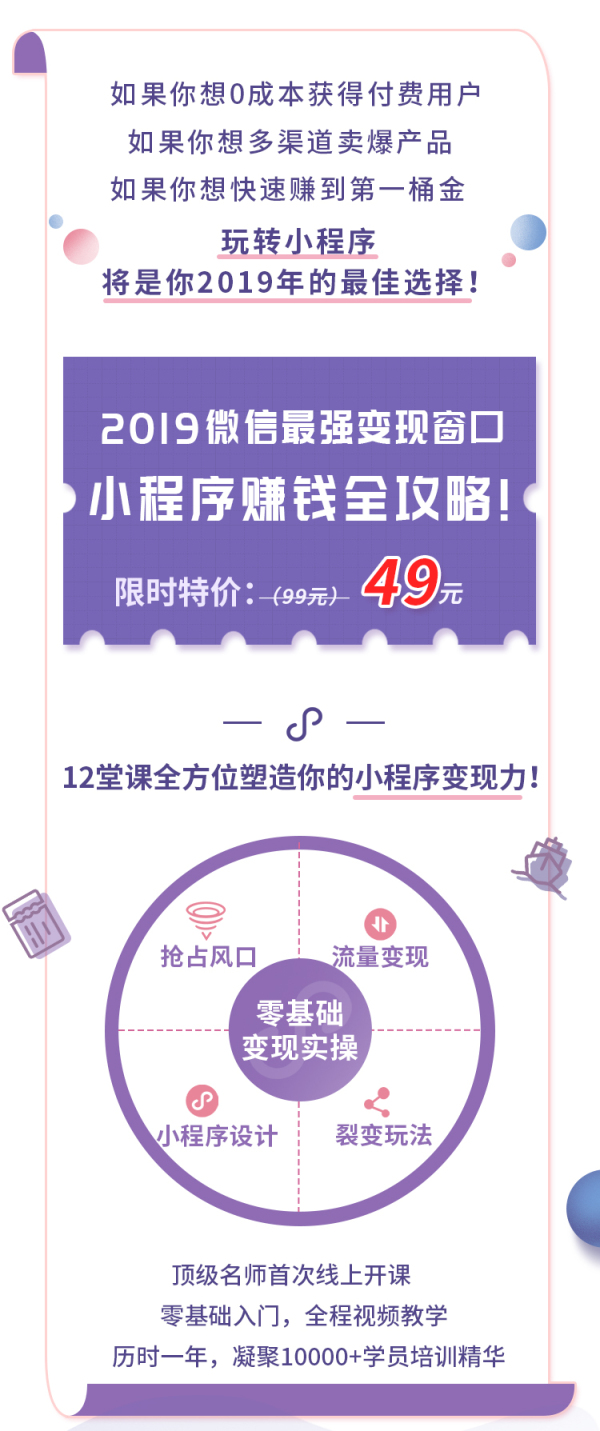 如果你想0成本获得付费用户
如果你想多渠道卖爆产品
如果你想快速赚到第一桶金
玩转小程序
将是你2019年的最佳选择！
2019微信最强变现窗口
小程序赚钱全攻略！
限时特价：（99元） 49元
12堂课全方位塑造你的小程序变现力！
抢占风口
流量变现
零基础
变现实操
小程序设计
裂变玩法
顶级名师首次线上开课
零基础入门，全程视频教学
历时一年，凝聚10000+学员培训精华